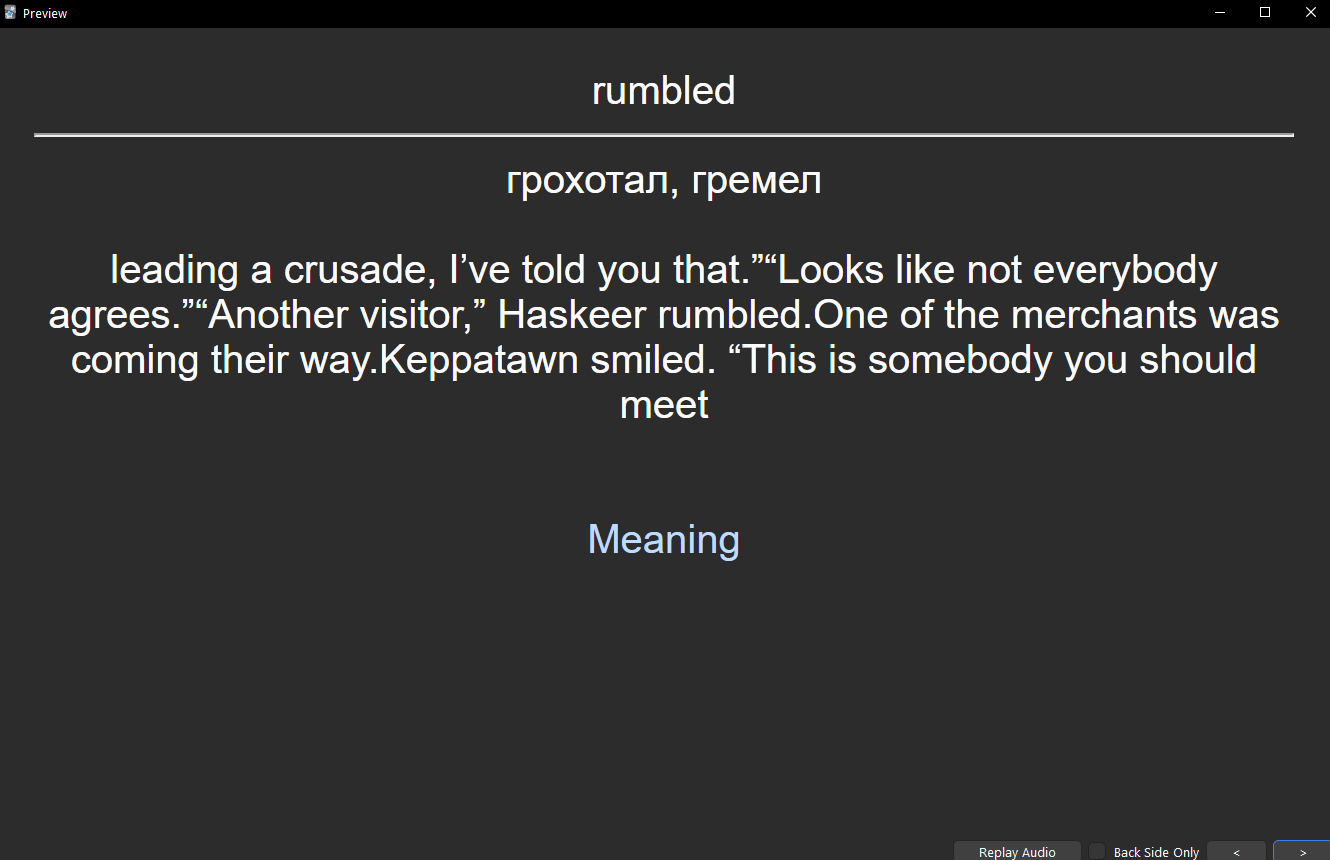 Preview
rumbled
грохотал, гремел
leading a crusade, I’ve told you that.”“Looks like not everybody
agrees.”“Another visitor,” Haskeer rumbled.One of the merchants was
coming their way.Keppatawn smiled. “This is somebody you should
meet
Meaning
Replay Audio Back Side Only < >